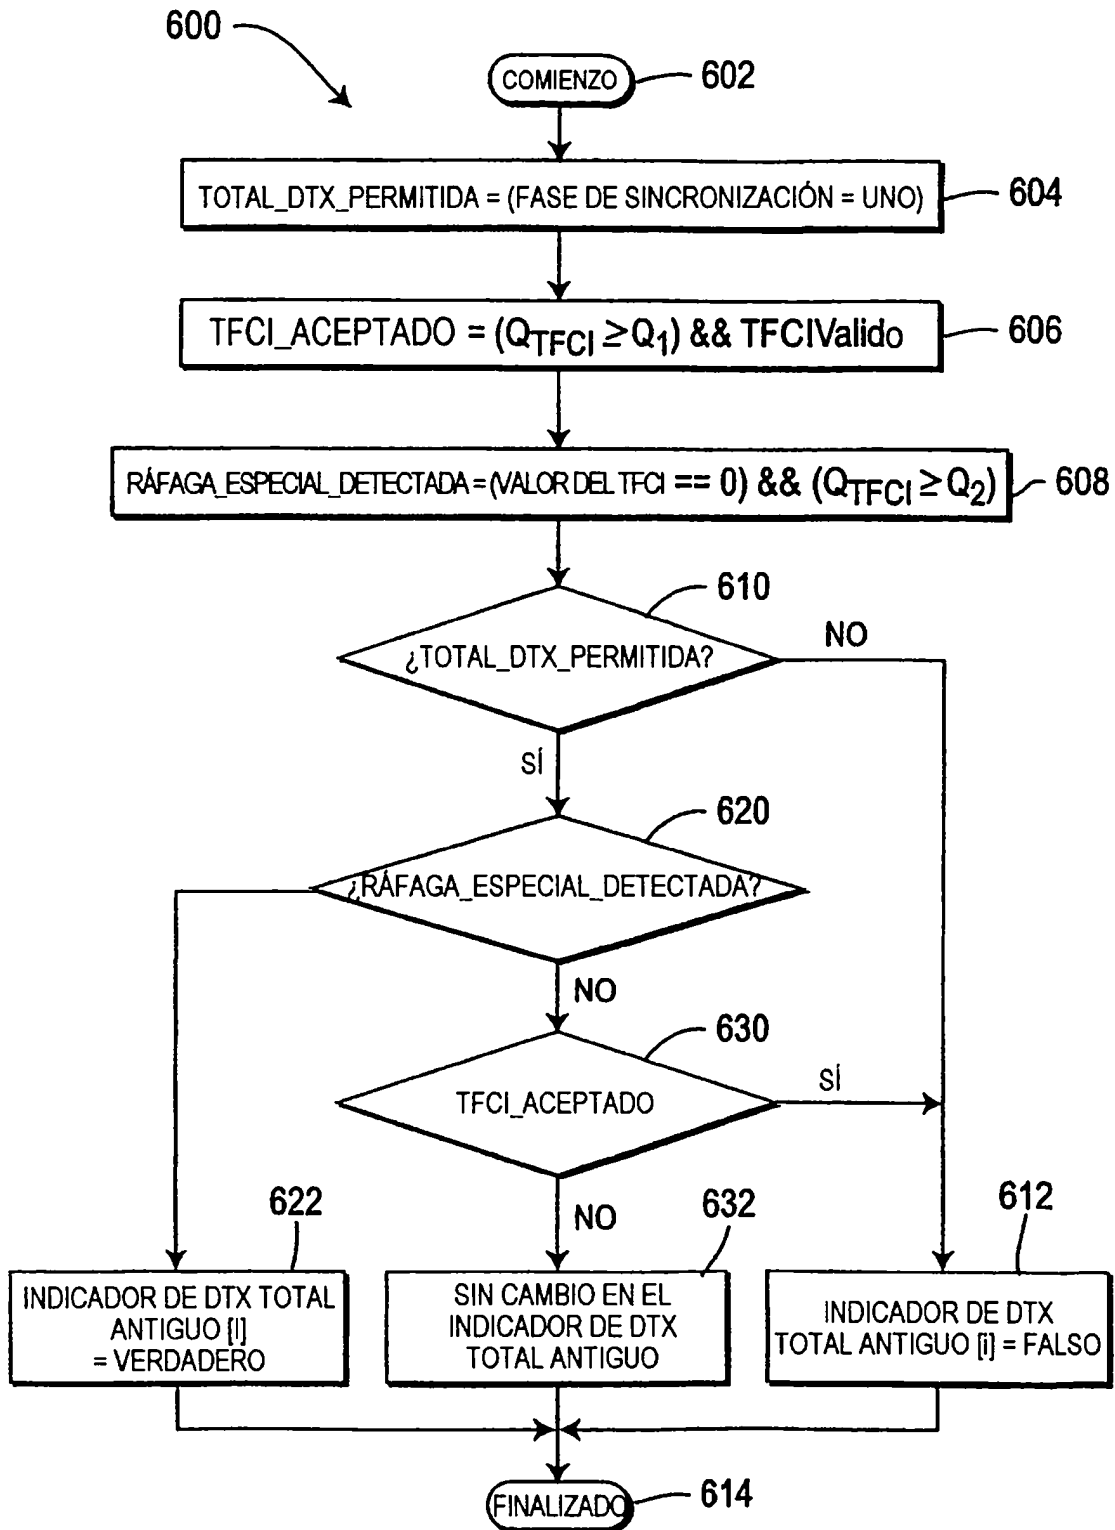 600
COMIENZO
602
TOTAL_DTX_PERMITIDA = (FASE DE SINCRONIZACIÓN = UNO)
604
TFCI_ACEPTADO = (QTFCI ≥ Q1) && TFCIValido
606
RÁFAGA_ESPECIAL_DETECTADA = (VALOR DEL TFCI == 0) && (QTFCI ≥ Q2)
608
610
¿TOTAL_DTX_PERMITIDA?
NO
SÍ
620
¿RÁFAGA_ESPECIAL_DETECTADA?
NO
630
TFCI_ACEPTADO
SÍ
NO
622
632
612
INDICADOR DE DTX TOTAL
ANTIGUO [I]
= VERDADERO
SIN CAMBIO EN EL
INDICADOR DE DTX
TOTAL ANTIGUO
INDICADOR DE DTX
TOTAL ANTIGUO [i] = FALSO
FINALIZADO
614